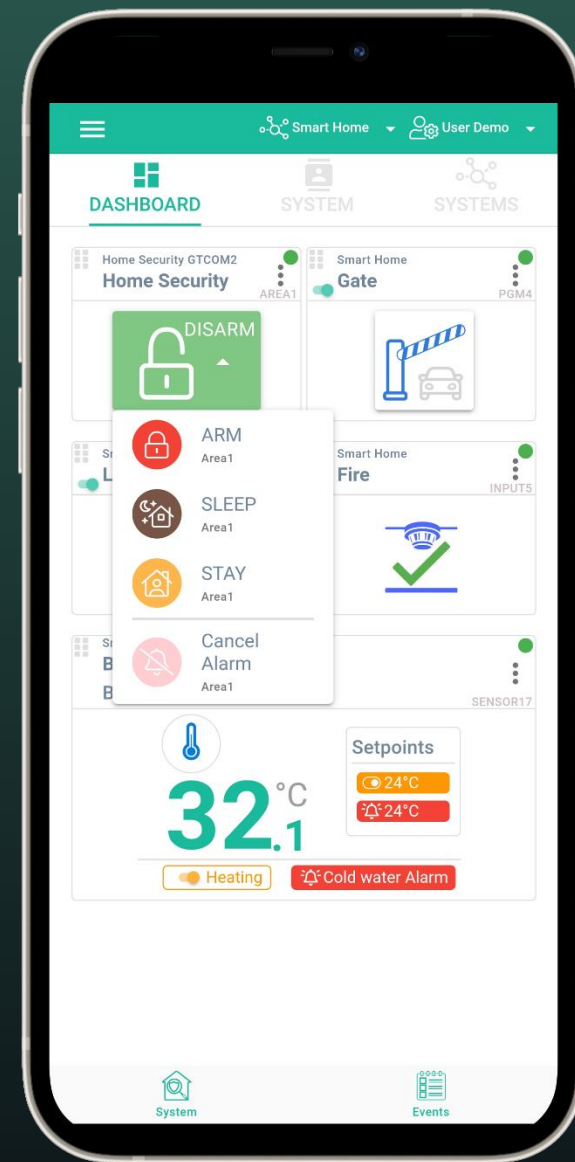 Smart Home
User Demo
DASHBOARD
SYSTEM
SYSTEMS
Home Security GTCOM2
Home Security
AREA1
Smart Home
Gate
PGM4
DISARM
ARM
Area1
SLEEP
Area1
STAY
Area1
Cancel
Alarm
Area1
Smart Home
Fire
INPUT5
SENSOR17
32.1 °C
Setpoints
24°C
24°C
Heating
Cold water Alarm
System
Events